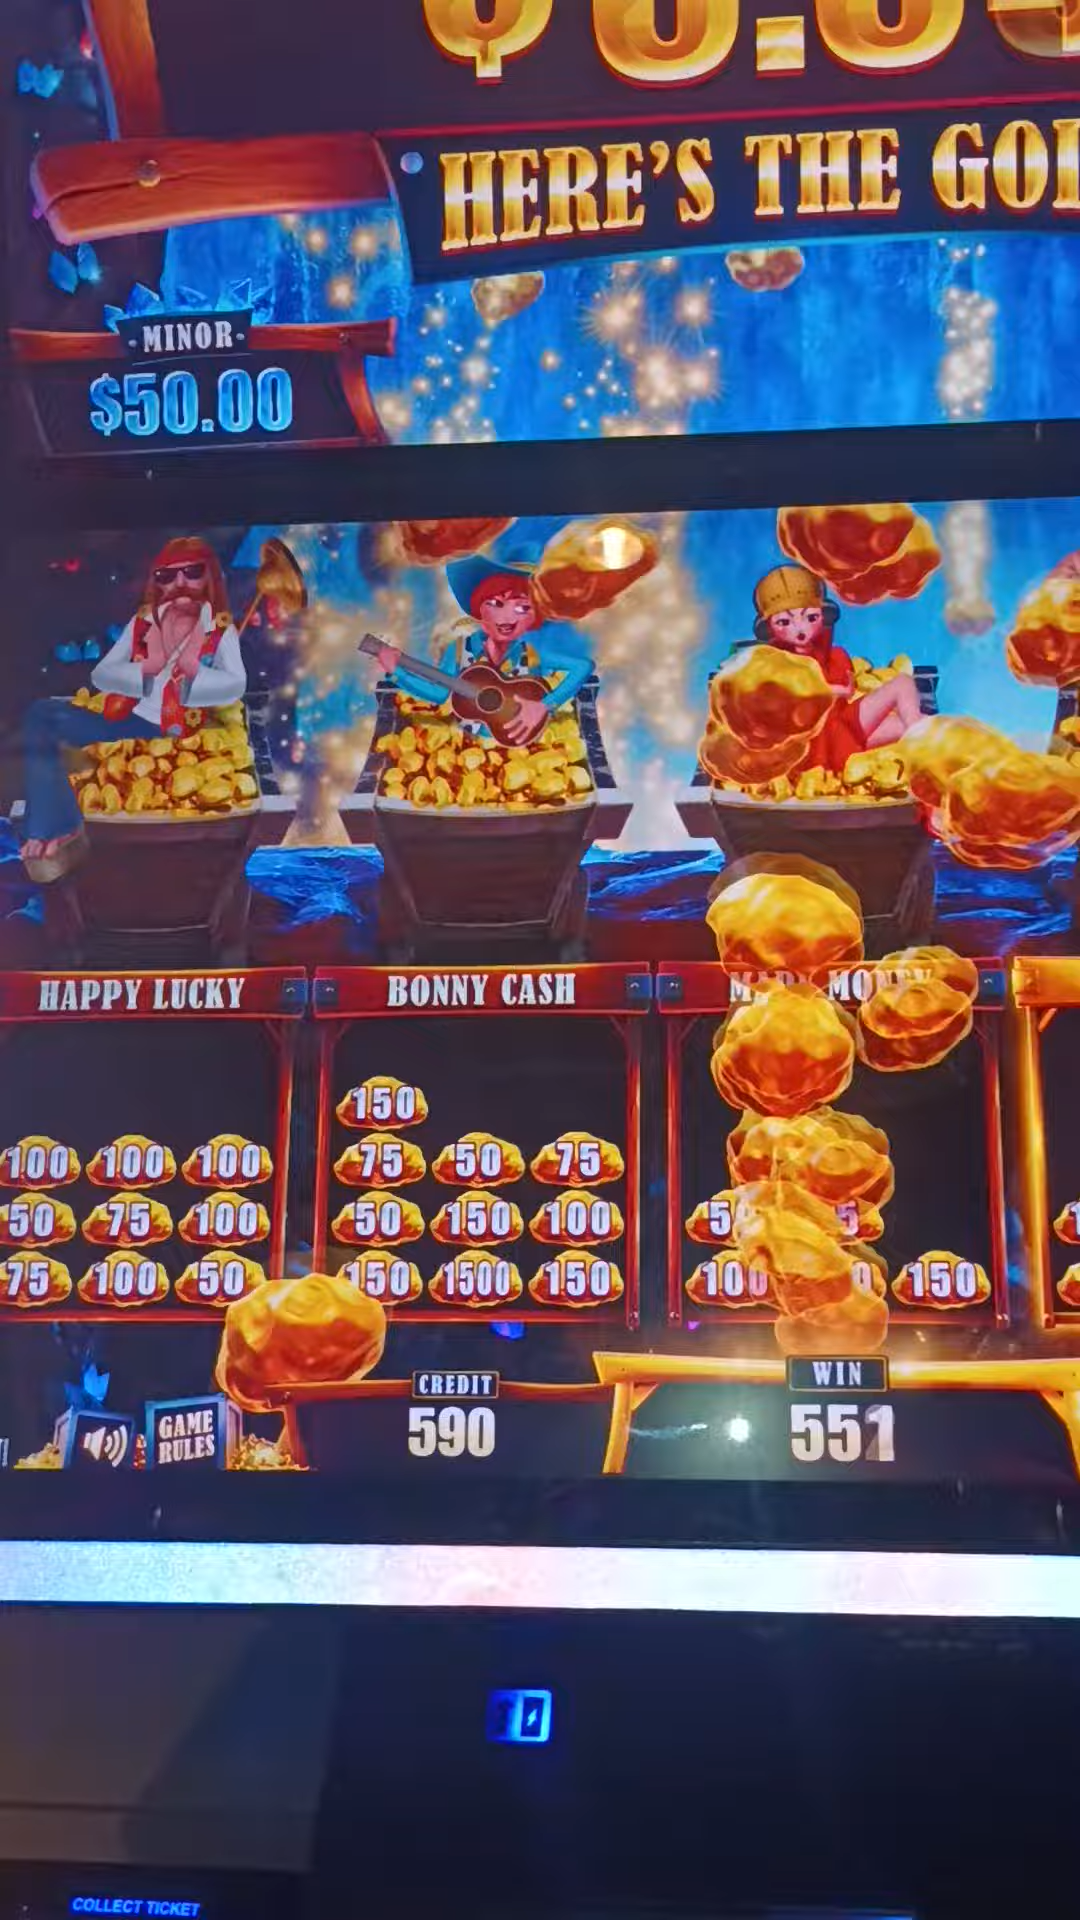 HERE'S THE
MINOR
$50.00
HAPPY LUCKY
BONNY CASH
MONEY
150
100 100 100
75 50 75
50 75 100
50 150 100
75 100 50
150 1500 150
150
CREDIT
590
WIN
551
GAME
RULES
COLLECT TICKET